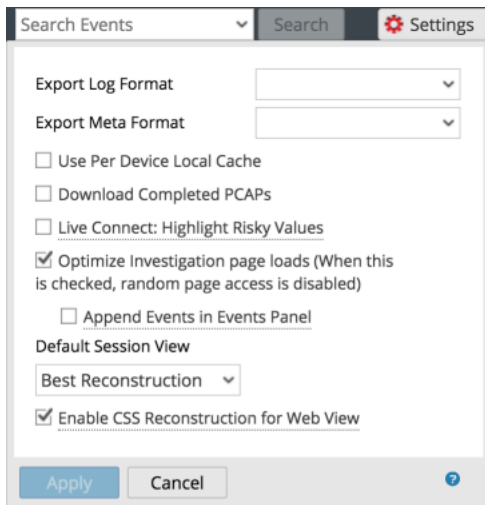 Search Events
Search
Settings
Export Log Format
Export Meta Format
Use Per Device Local Cache
Download Completed PCAPs
Live Connect: Highlight Risky Values
Optimize Investigation page loads (When this
is checked, random page access is disabled)
Append Events in Events Panel
Default Session View
Best Reconstruction
Enable CSS Reconstruction for Web View
Apply
Cancel
?